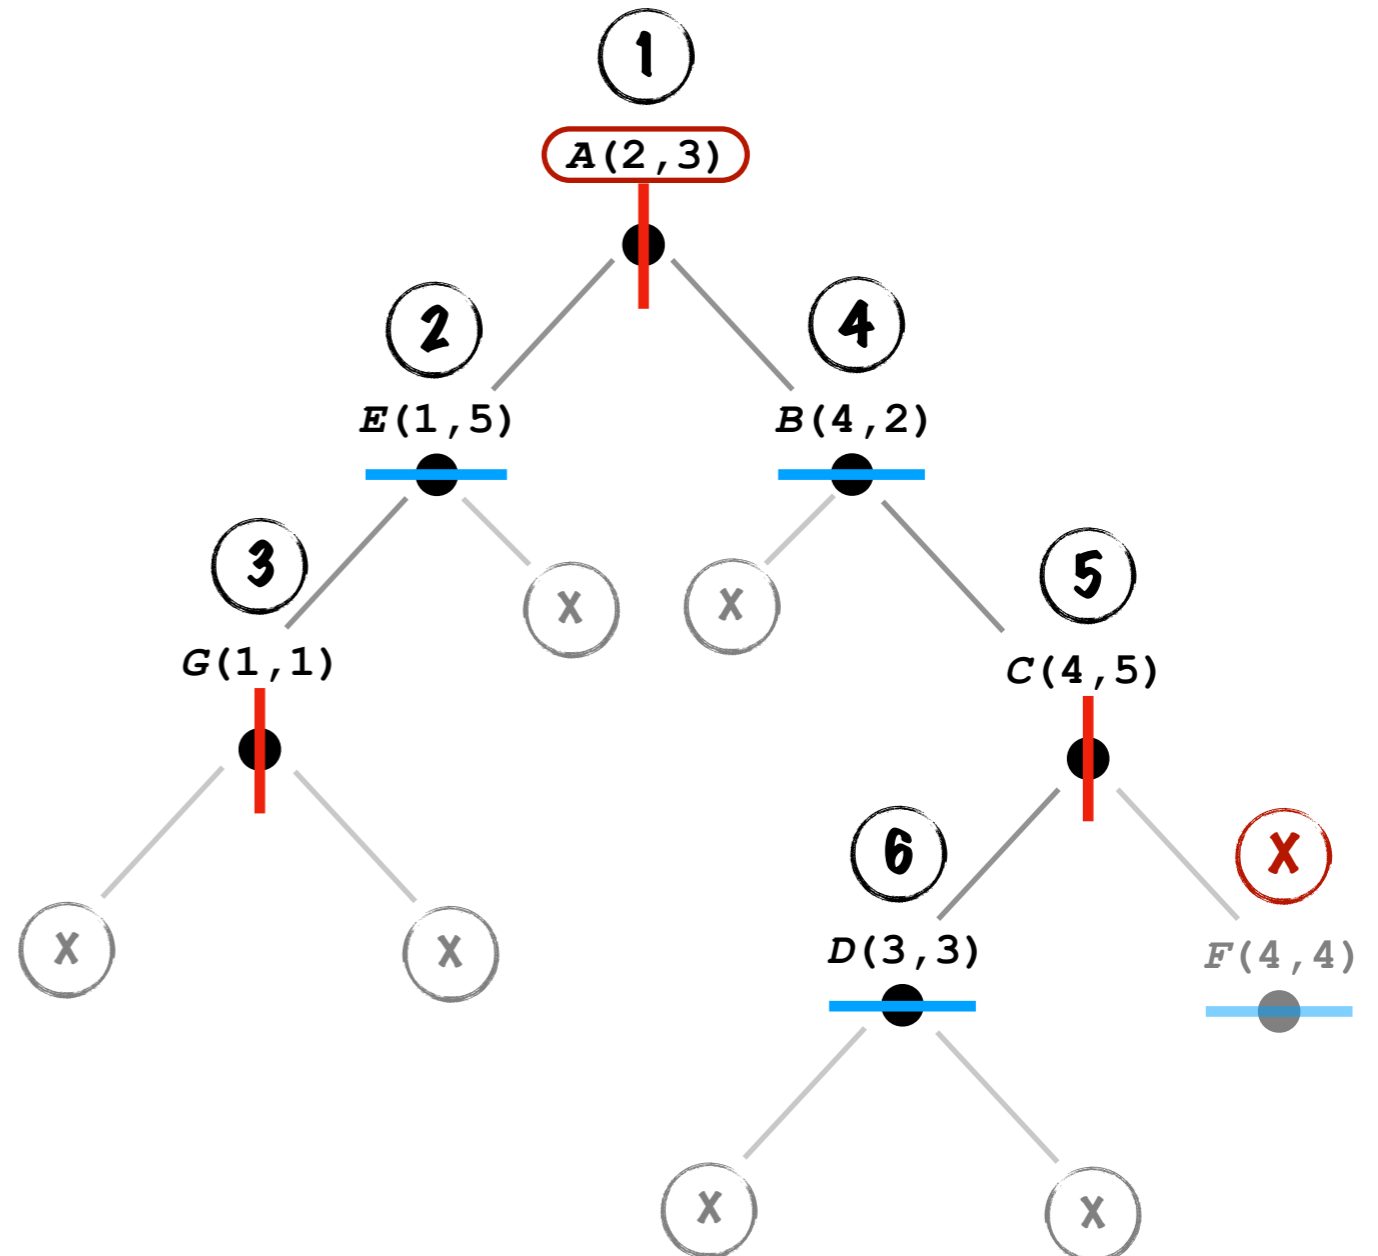 1
A(2,3)
2
4
E(1,5)
B(4,2)
3
X
X
5
G(1,1)
C(4,5)
6
X
X
X
D(3,3)
F(4,4)
X
X